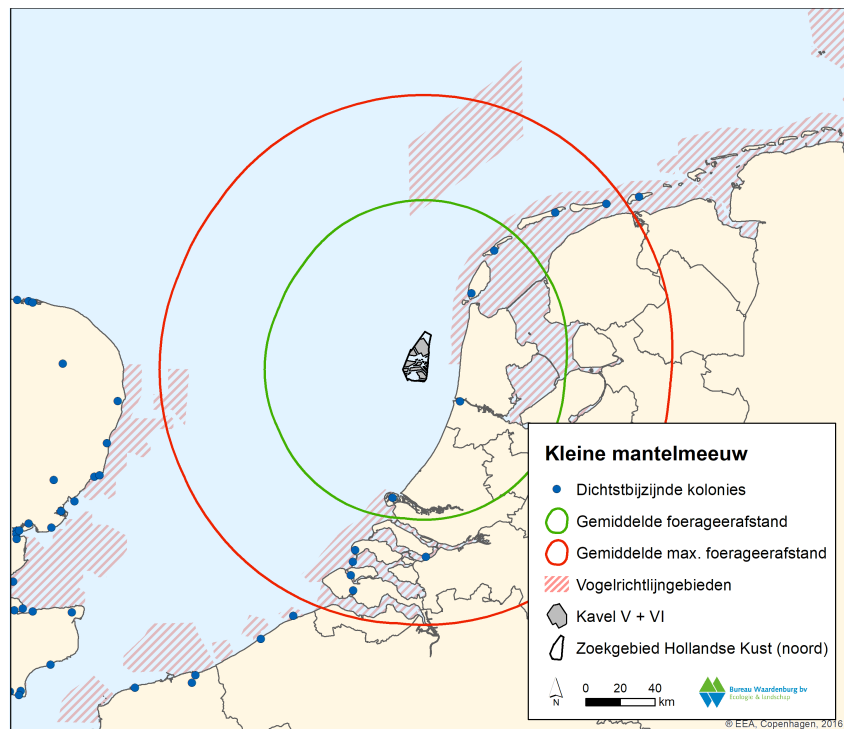 Kleine mantelmeeuw
Dichtstbijzijnde kolonies
Gemiddelde foerageerafstand
Gemiddelde max. foerageerafstand
Vogelrichtlijngebieden
Kavel V + VI
Zoekgebied Hollandse Kust (noord)
N
0 20 40
km
Bureau Waardenburg bv
Ecologie & landschap
® EEA, Copenhagen, 2016